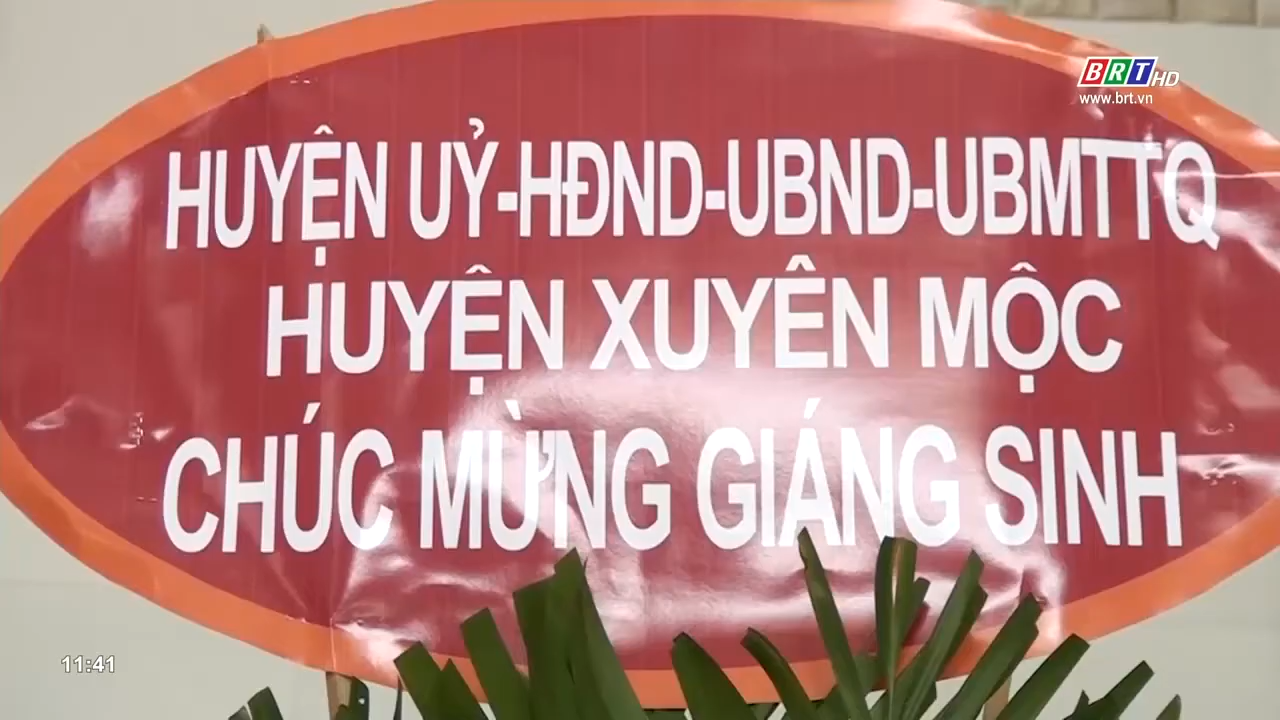 BRT HD
www.brt.vn
HUYỆN UỶ-HĐND-UBND-UBMTTQ
HUYỆN XUYÊN MỘC
CHÚC MỪNG GIÁNG SINH
11:41